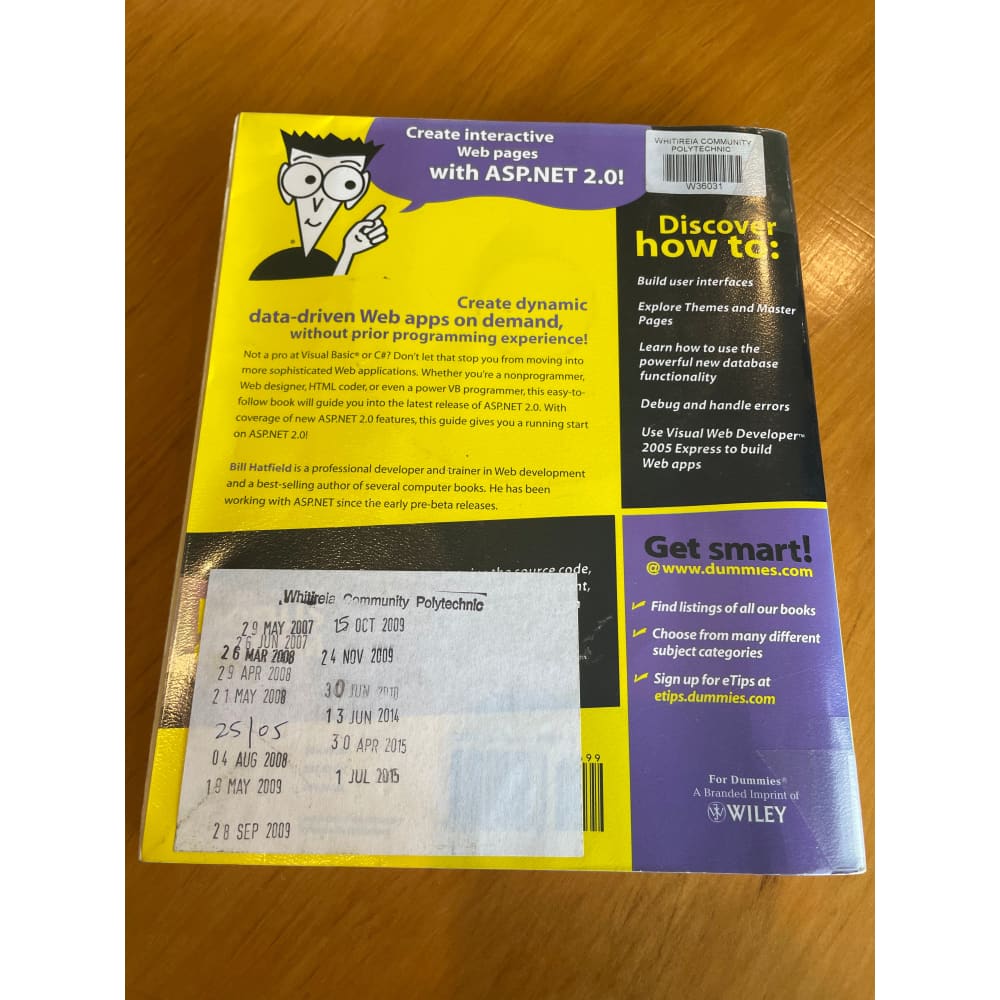 Create interactive
Web pages
with ASP.NET 2.0!
WHITIREIA COMMUNITY
POLYTECHNIC
W36031
Discover
how to:
Build user interfaces
Explore Themes and Master
Pages
Learn how to use the
powerful new database
functionality
Debug and handle errors
Use Visual Web Developer™
2005 Express to build
Web apps
Create dynamic
data-driven Web apps on demand,
without prior programming experience!
Not a pro at Visual Basic® or C#? Don't let that stop you from moving into
more sophisticated Web applications. Whether you're a nonprogrammer,
Web designer, HTML coder, or even a power VB programmer, this easy-to-
follow book will guide you into the latest release of ASP.NET 2.0. With
coverage of new ASP.NET 2.0 features, this guide gives you a running start
on ASP.NET 2.0!
Bill Hatfield is a professional developer and trainer in Web development
and a best-selling author of several computer books. He has been
working with ASP.NET since the early pre-beta releases.
the source code,
Get smart!
@www.dummies.com
Find listings of all our books
Choose from many different
subject categories
Sign up for eTips at
etips.dummies.com
For Dummies®
A Branded Imprint of
WILEY
Whitireia Community Polytechnic
29 MAY 2007
26 JUN 2007
26 MAR 2008
29 APR 2008
21 MAY 2008
25/05
04 AUG 2008
19 MAY 2009
28 SEP 2009
15 OCT 2009
24 NOV 2009
30 JUN 2010
13 JUN 2014
30 APR 2015
1 JUL 2015
99